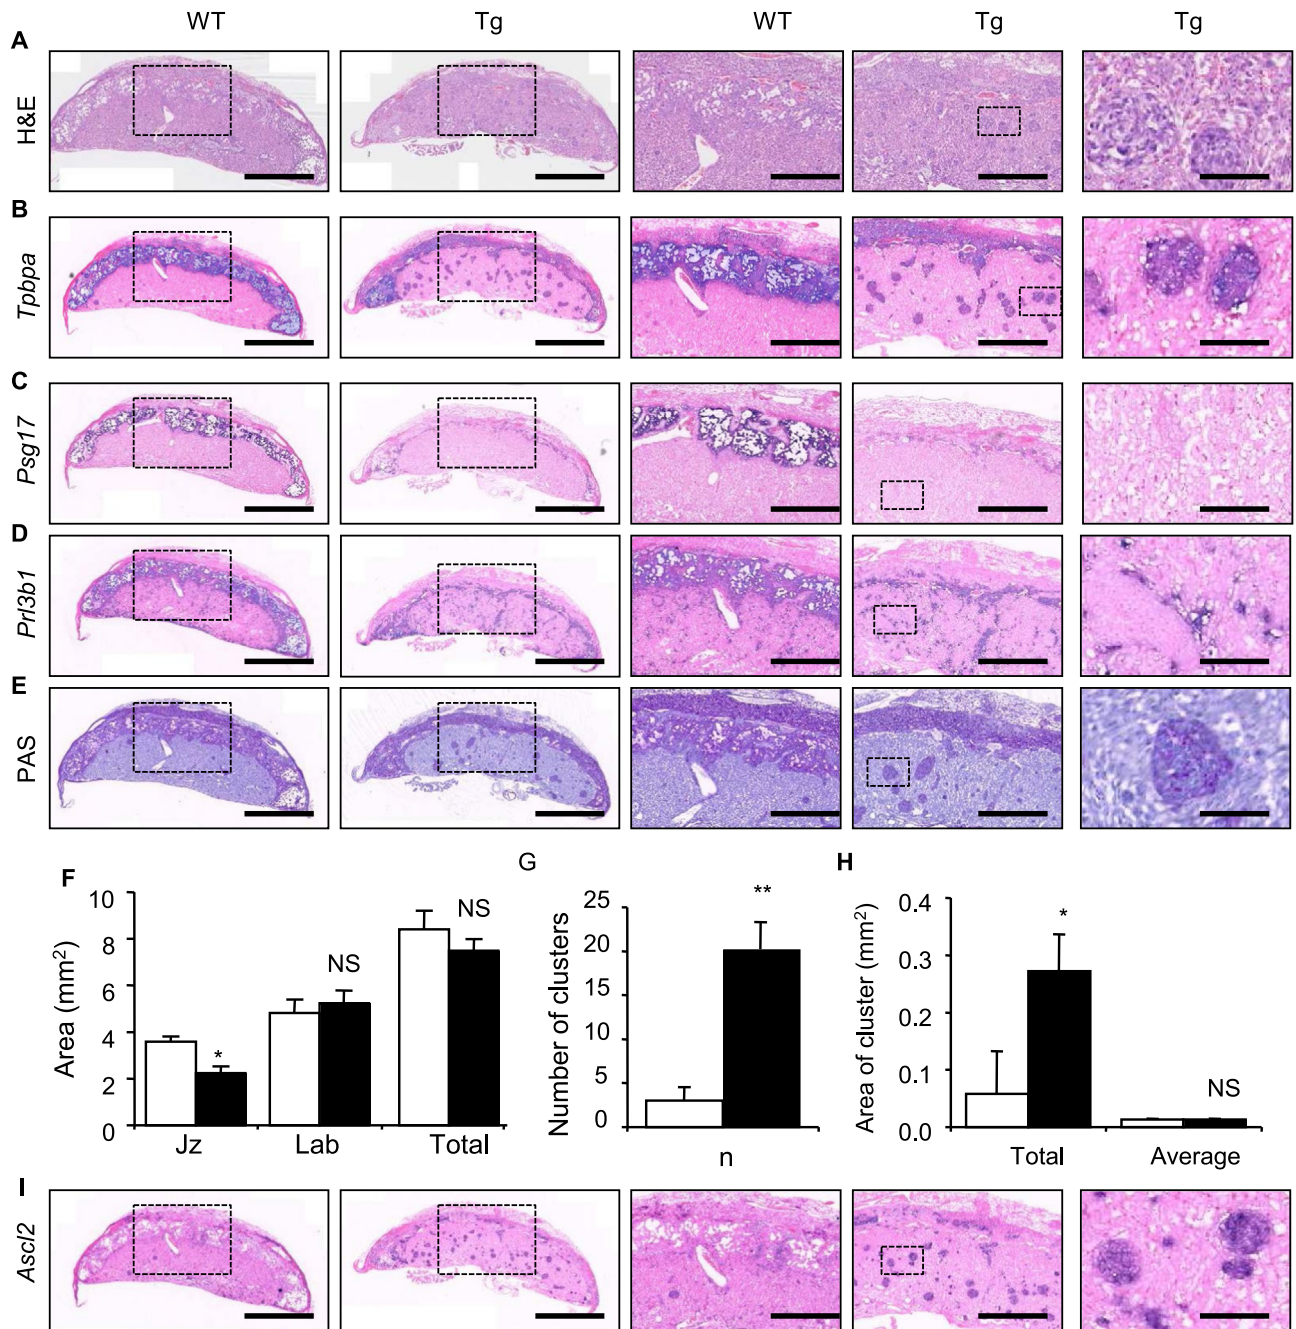 WT Tg WT Tg Tg
A
H&E
B
Tpbpa
C
Psg17
D
Prl3b1
E
PAS
F
Area (mm²)
10
8
6
4
2
0
*
NS
NS
Jz Lab Total
G
Number of clusters
25
20
15
10
5
0
**
n
H
Area of cluster (mm²)
0.4
0.3
0.2
0.1
0.0
*
NS
Total Average
I
Ascl2